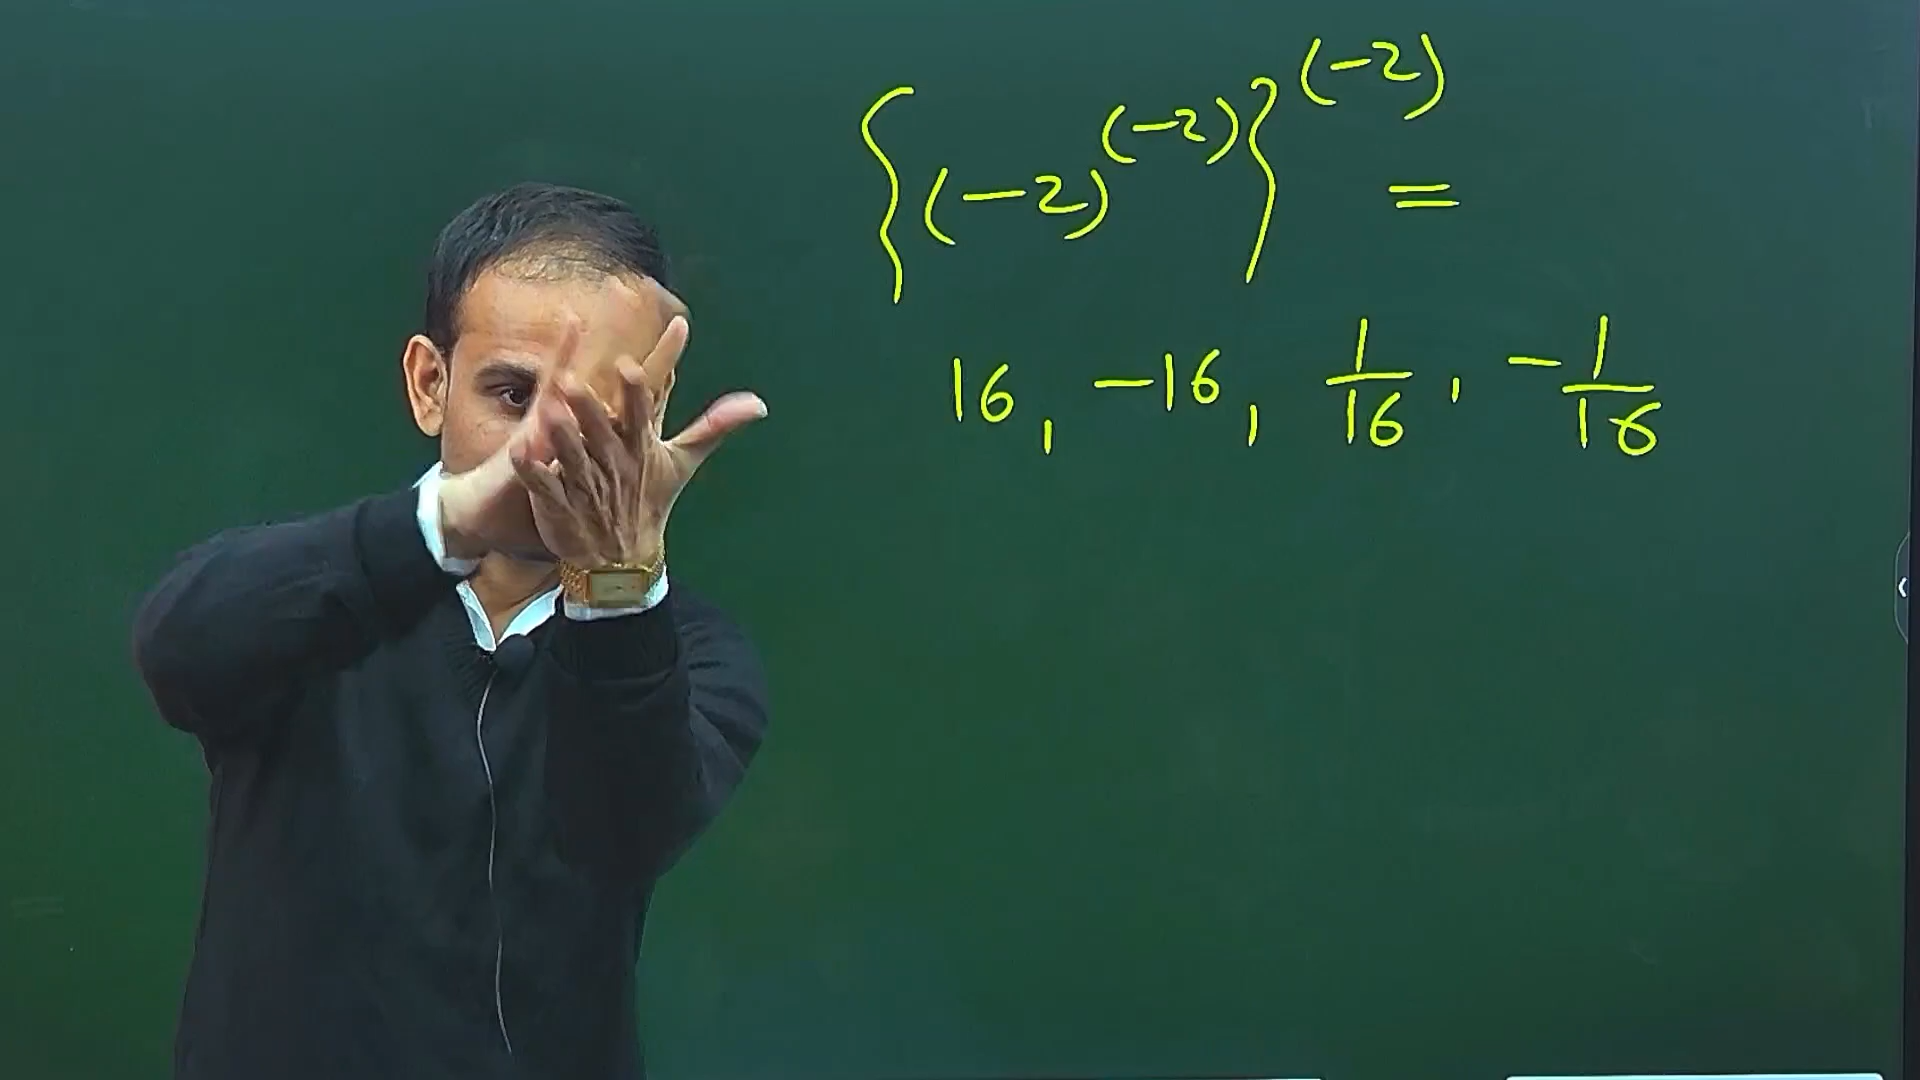 {(-2)^(-2)}^(-2) =
16, -16, 1/16, -1/16